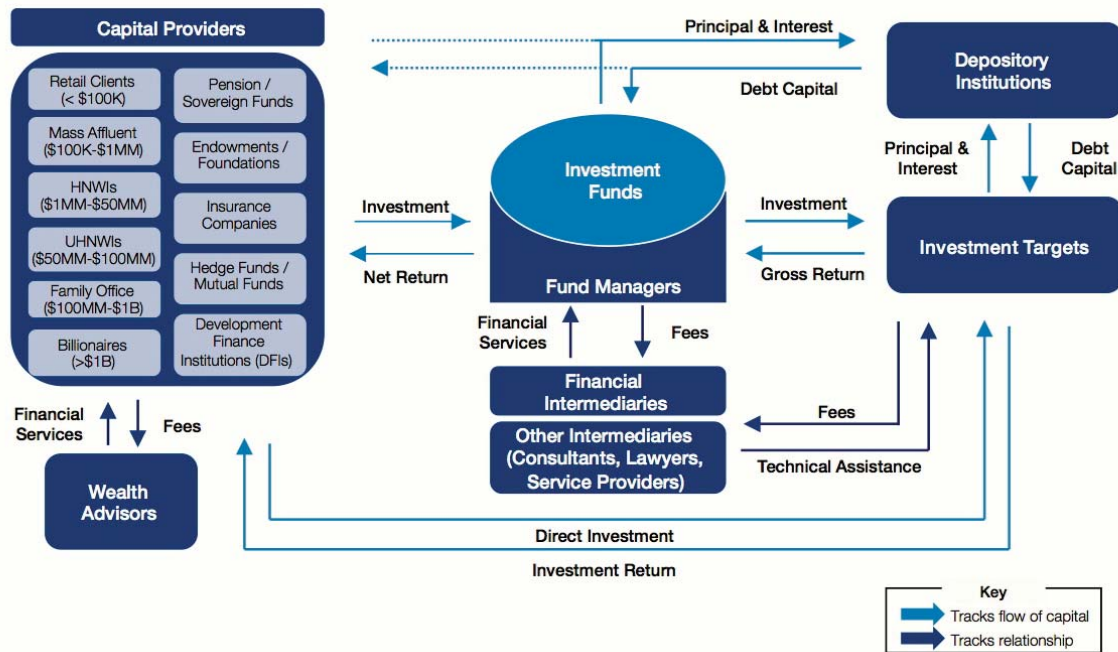 Capital Providers
Retail Clients
(< $100K)
Mass Affluent
($100K-$1MM)
HNWIs
($1MM-$50MM)
UHNWIs
($50MM-$100MM)
Family Office
($100MM-$1B)
Billionaires
(>$1B)
Pension /
Sovereign Funds
Endowments /
Foundations
Insurance
Companies
Hedge Funds /
Mutual Funds
Development
Finance
Institutions (DFIs)
Financial
Services
Fees
Wealth
Advisors
Investment
Net Return
Principal & Interest
Debt Capital
Investment
Funds
Fund Managers
Financial
Services
Fees
Financial
Intermediaries
Other Intermediaries
(Consultants, Lawyers,
Service Providers)
Investment
Gross Return
Depository
Institutions
Principal &
Interest
Debt
Capital
Investment Targets
Fees
Technical Assistance
Direct Investment
Investment Return
Key
Tracks flow of capital
Tracks relationship